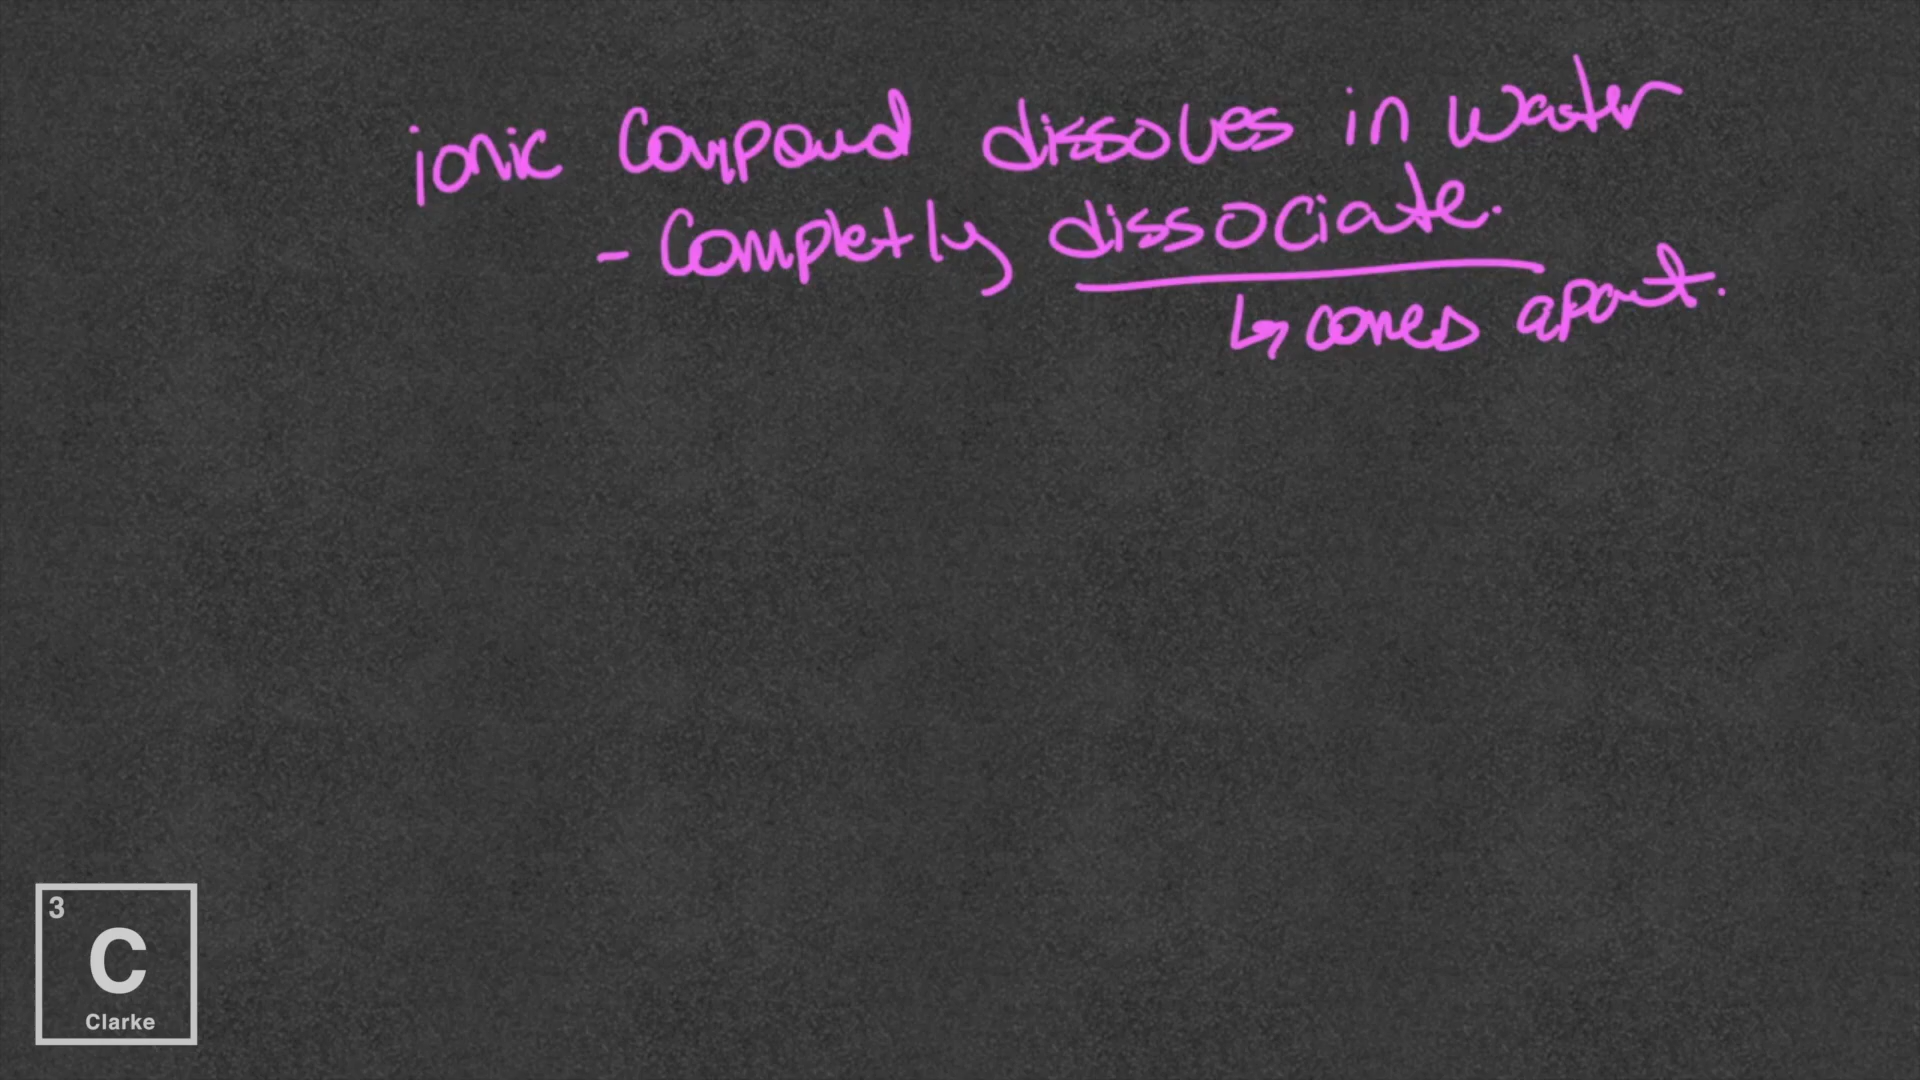 ionic compound dissolves in water
- Completly dissociate.
↳ comes apart.
3
C
Clarke